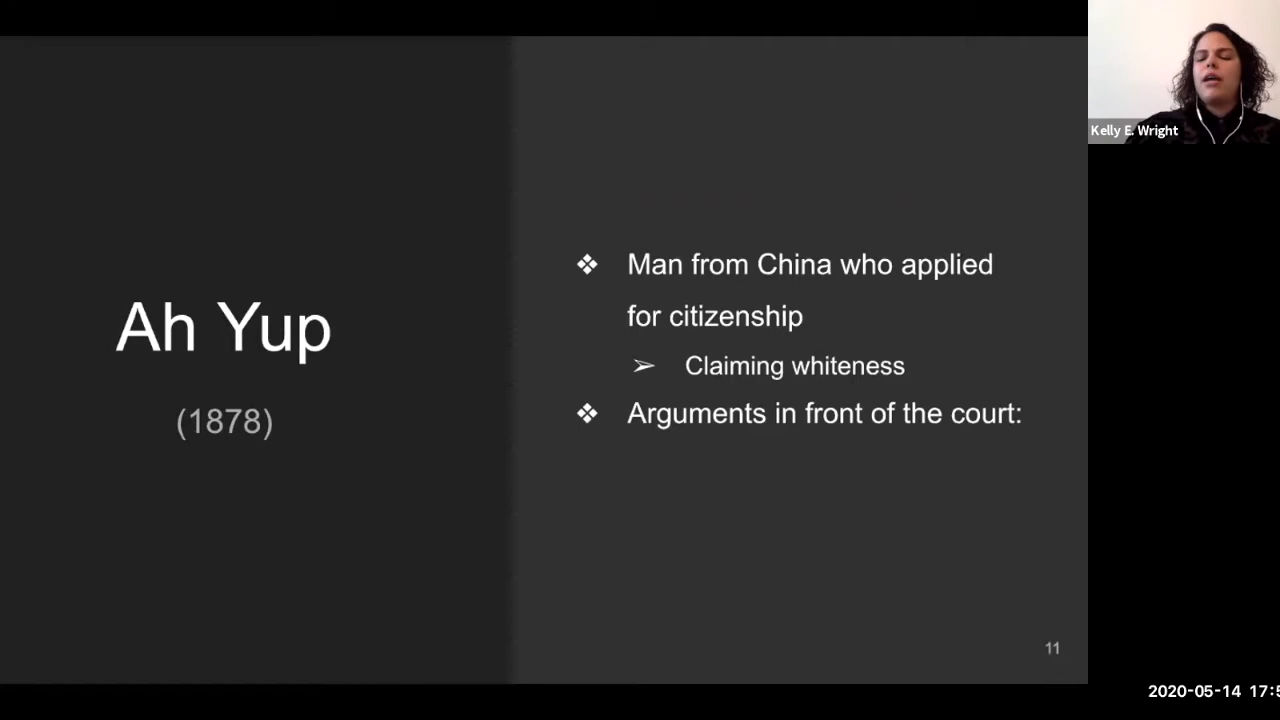 Ah Yup
(1878)
❖ Man from China who applied
for citizenship
➢ Claiming whiteness
❖ Arguments in front of the court:
11
Kelly E. Wright
2020-05-14 17:5